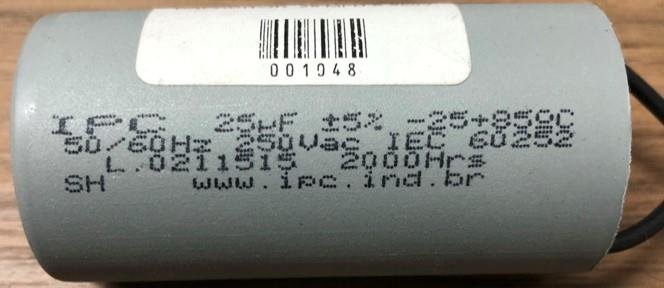 001948
IPC 25µF ±5% -25+85ºC
50/60Hz 250Vac IEC 60252
L.0211515 2000Hrs
SH www.ipc.ind.br